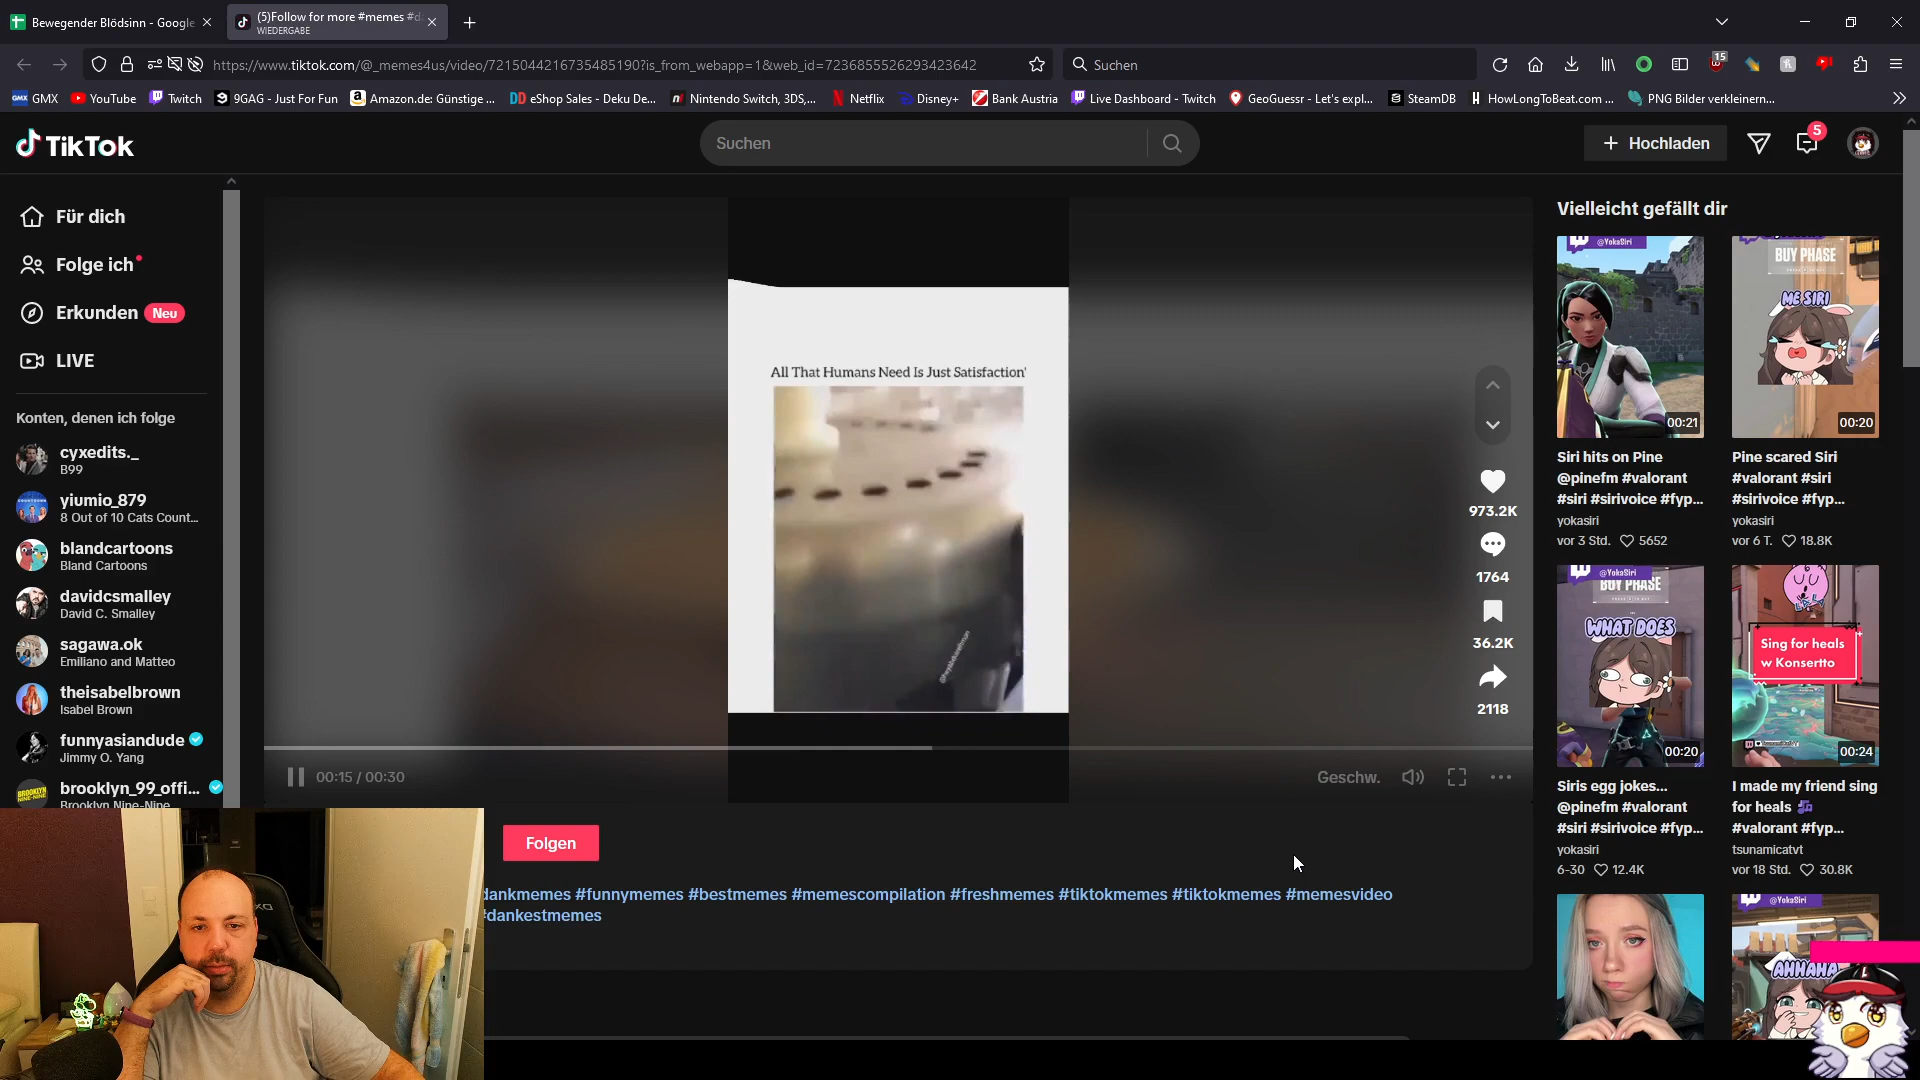 Bewegender Blödsinn - Google
(5)Follow for more #memes #d
WIEDERGABE
https://www.tiktok.com/@_memes4us/video/7215044216735485190?is_from_webapp=1&web_id=7236855526293423642
Suchen
15
GMX
YouTube
Twitch
9GAG - Just For Fun
Amazon.de: Günstige ...
eShop Sales - Deku De...
Nintendo Switch, 3DS,...
Netflix
Disney+
Bank Austria
Live Dashboard - Twitch
GeoGuessr - Let's expl...
SteamDB
HowLongToBeat.com ...
PNG Bilder verkleinern...
TikTok
Suchen
Hochladen
5
Für dich
Folge ich
Erkunden Neu
LIVE
Konten, denen ich folge
cyxedits._
B99
yiumio_879
8 Out of 10 Cats Count...
blandcartoons
Bland Cartoons
davidcsmalley
David C. Smalley
sagawa.ok
Emiliano and Matteo
theisabelbrown
Isabel Brown
funnyasiandude
Jimmy O. Yang
brooklyn_99_offi...
Brooklyn Nine-Nine
All That Humans Need Is Just Satisfaction'
973.2K
1764
36.2K
2118
00:15 / 00:30
Geschw.
Folgen
dankmemes #funnymemes #bestmemes #memescompilation #freshmemes #tiktokmemes #tiktokmemes #memesvideo
#dankestmemes
Vielleicht gefällt dir
@YokaSiri
00:21
Siri hits on Pine
@pinefm #valorant
#siri #sirivoice #fyp...
yokasiri
vor 3 Std. 5652
BUY PHASE
ME SIRI
00:20
Pine scared Siri
#valorant #siri
#sirivoice #fyp...
yokasiri
vor 6 T. 18.8K
@YokaSiri
BUY PHASE
WHAT DOES
00:20
Siris egg jokes...
@pinefm #valorant
#siri #sirivoice #fyp...
yokasiri
6-30 12.4K
Sing for heals
w Konsertto
00:24
I made my friend sing
for heals
#valorant #fyp...
tsunamicatvt
vor 18 Std. 30.8K
@YokaSiri
AHHAHA